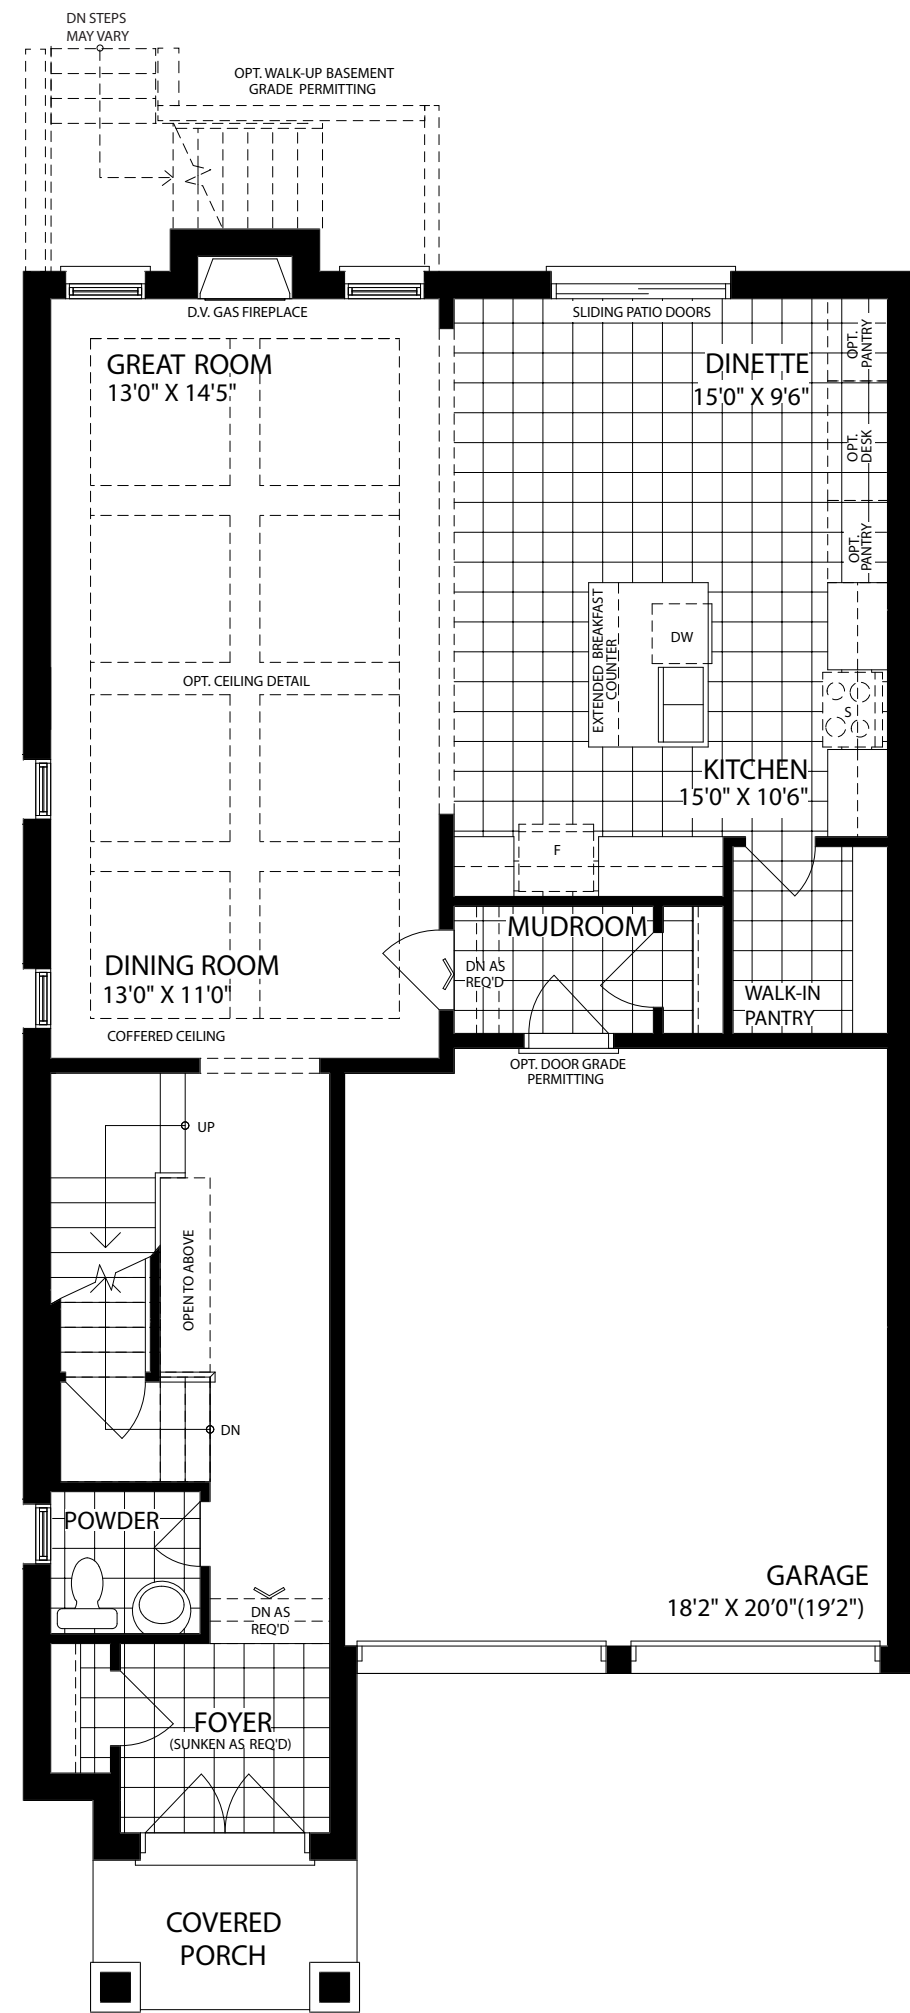 DN STEPS
MAY VARY
OPT. WALK-UP BASEMENT
GRADE PERMITTING
D.V. GAS FIREPLACE
SLIDING PATIO DOORS
GREAT ROOM
13'0" X 14'5"
DINETTE
15'0" X 9'6"
OPT.
PANTRY
OPT.
DESK
OPT.
PANTRY
EXTENDED BREAKFAST
COUNTER
DW
S
OPT. CEILING DETAIL
KITCHEN
15'0" X 10'6"
F
MUDROOM
DN AS
REQ'D
DINING ROOM
13'0" X 11'0"
COFFERED CEILING
WALK-IN
PANTRY
OPT. DOOR GRADE
PERMITTING
UP
OPEN TO ABOVE
DN
POWDER
DN AS
REQ'D
GARAGE
18'2" X 20'0"(19'2")
FOYER
(SUNKEN AS REQ'D)
COVERED
PORCH